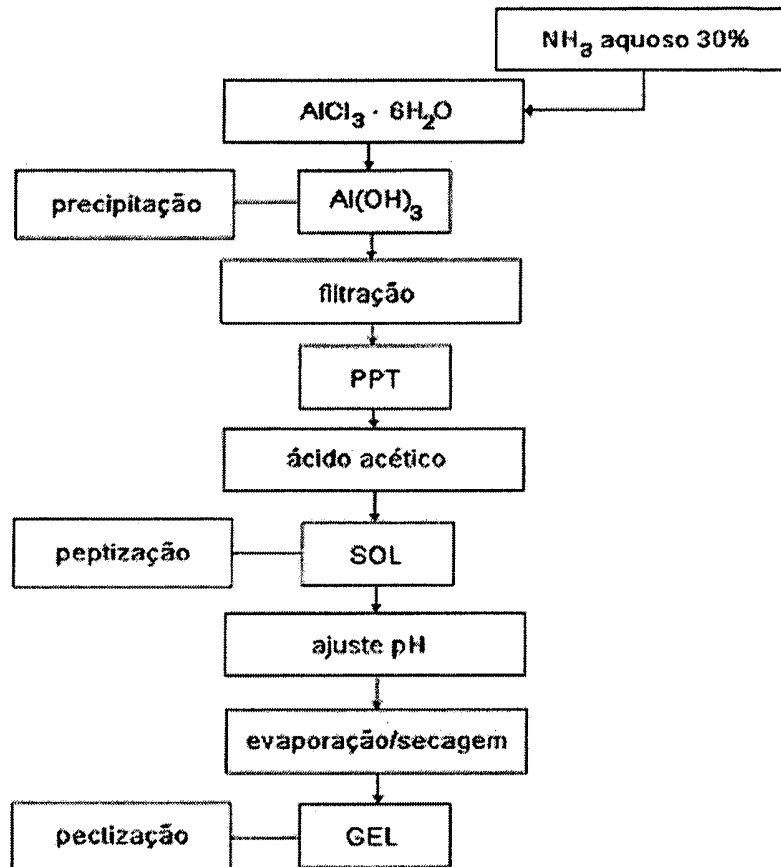 NH₃ aquoso 30%
AlCl₃ · 6H₂O
precipitação
Al(OH)₃
filtração
PPT
ácido acético
peptização
SOL
ajuste pH
evaporação/secagem
pectização
GEL